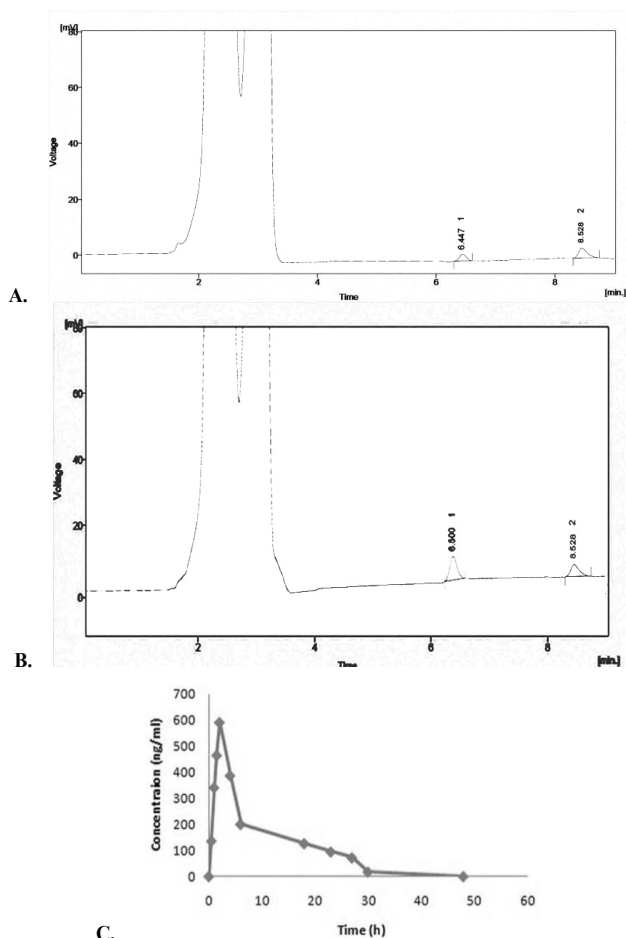 [mV]
80
60
40
20
0
Voltage
6.447 1
8.528 2
2 4 6 8
Time
[min.]
A.
[mV]
80
60
40
20
0
Voltage
6.500 1
8.528 2
2 4 6 8
Time
[min.]
B.
700
600
500
400
300
200
100
0
Concentraion (ng/ml)
0 10 20 30 40 50 60
Time (h)
C.